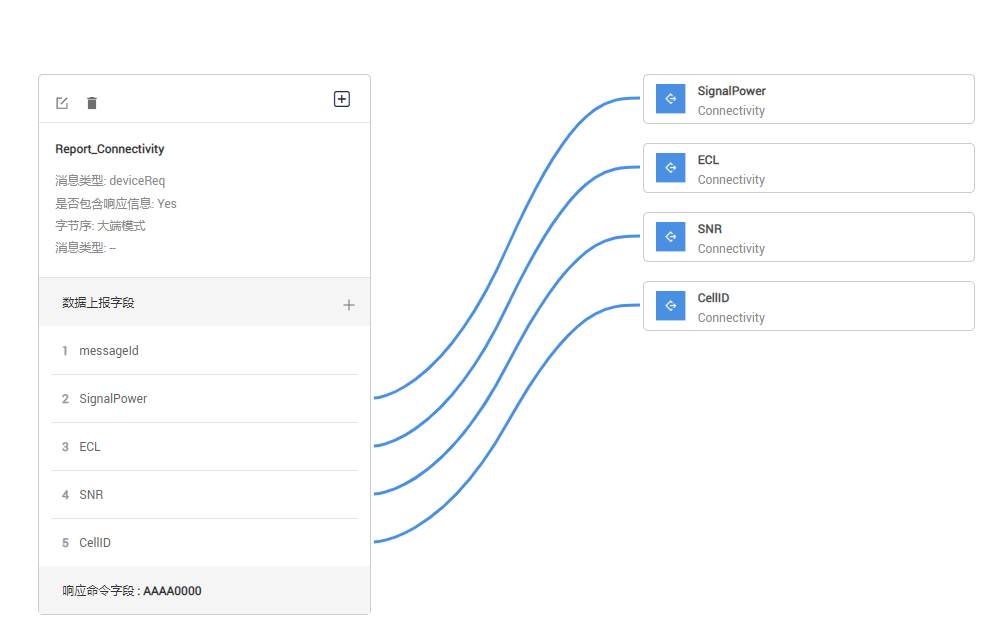 Report_Connectivity
消息类型: deviceReq
是否包含响应信息: Yes
字节序: 大端模式
消息类型: --
数据上报字段
1 messageId
2 SignalPower
3 ECL
4 SNR
5 CellID
响应命令字段 : AAAA0000
SignalPower
Connectivity
ECL
Connectivity
SNR
Connectivity
CellID
Connectivity